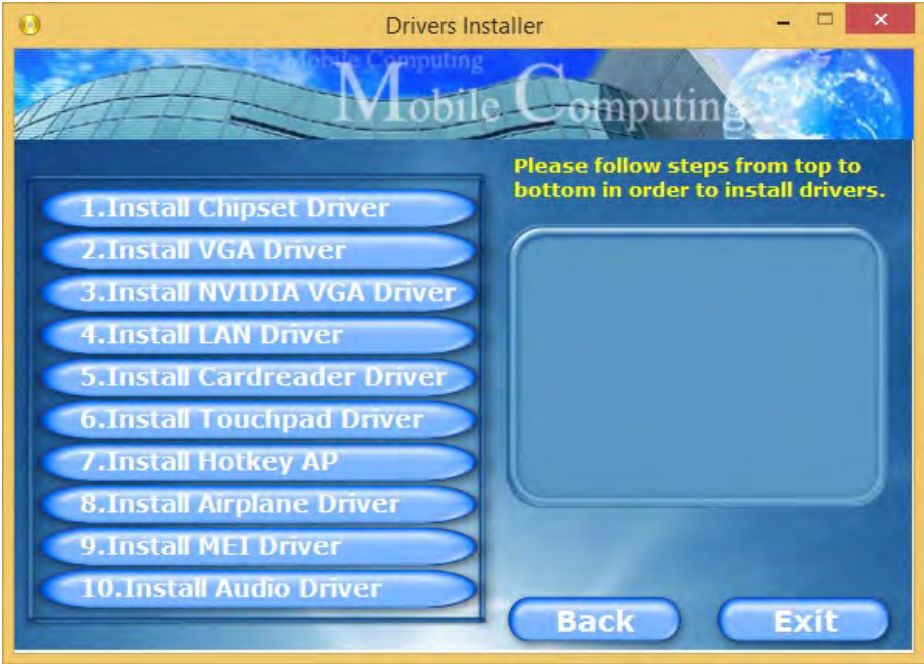 Drivers Installer
Mobile Computing
Mobile Computing
1.Install Chipset Driver
2.Install VGA Driver
3.Install NVIDIA VGA Driver
4.Install LAN Driver
5.Install Cardreader Driver
6.Install Touchpad Driver
7.Install Hotkey AP
8.Install Airplane Driver
9.Install MEI Driver
10.Install Audio Driver
Please follow steps from top to
bottom in order to install drivers.
Back
Exit